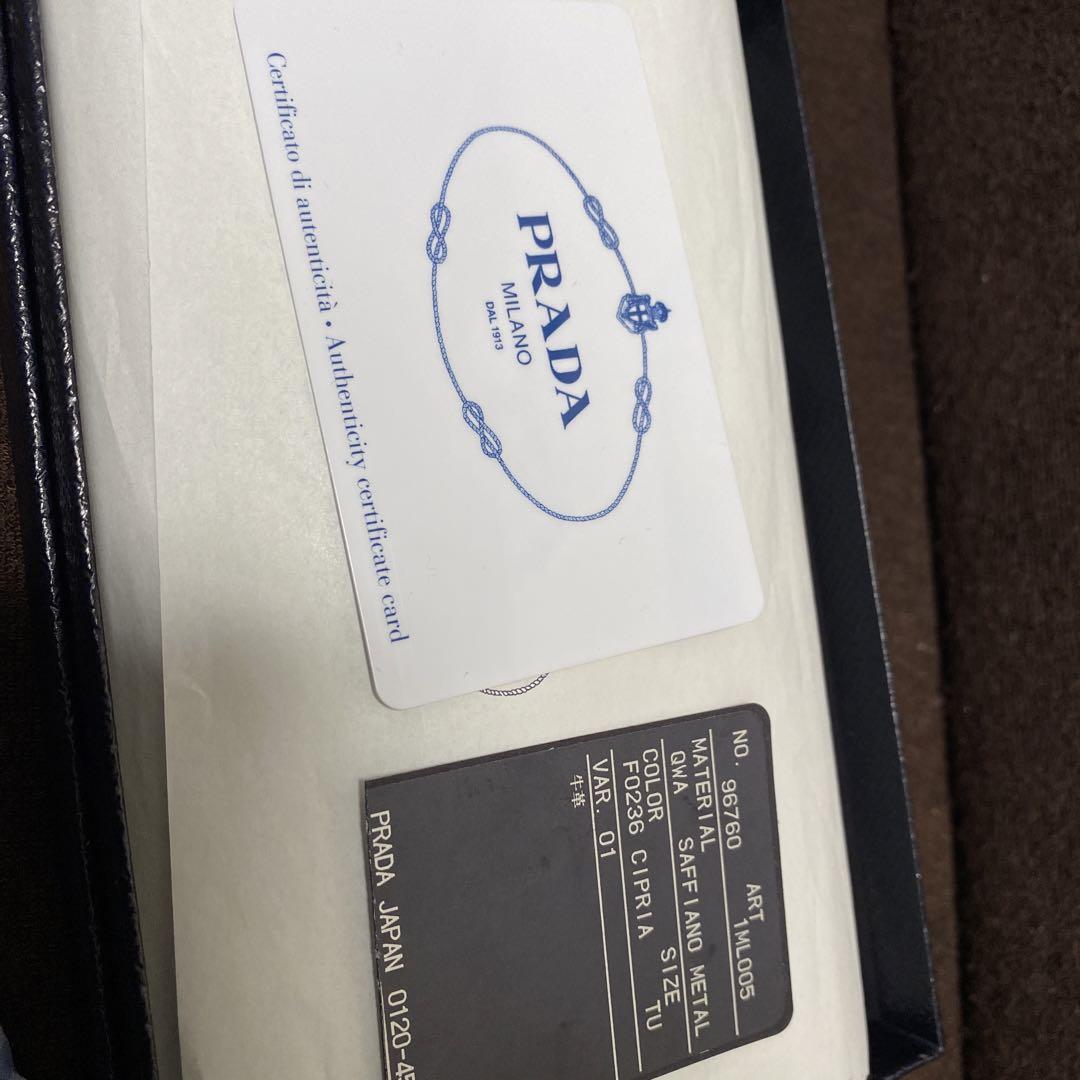 PRADA
MILANO
DAL 1913
Certificato di autenticità • Authenticity certificate card
NO. 96760 ART 1ML005
MATERIAL SAFFIANO METAL
QWA
COLOR SIZE
F0236 CIPRIA TU
VAR. 01
牛革
PRADA JAPAN 0120-45